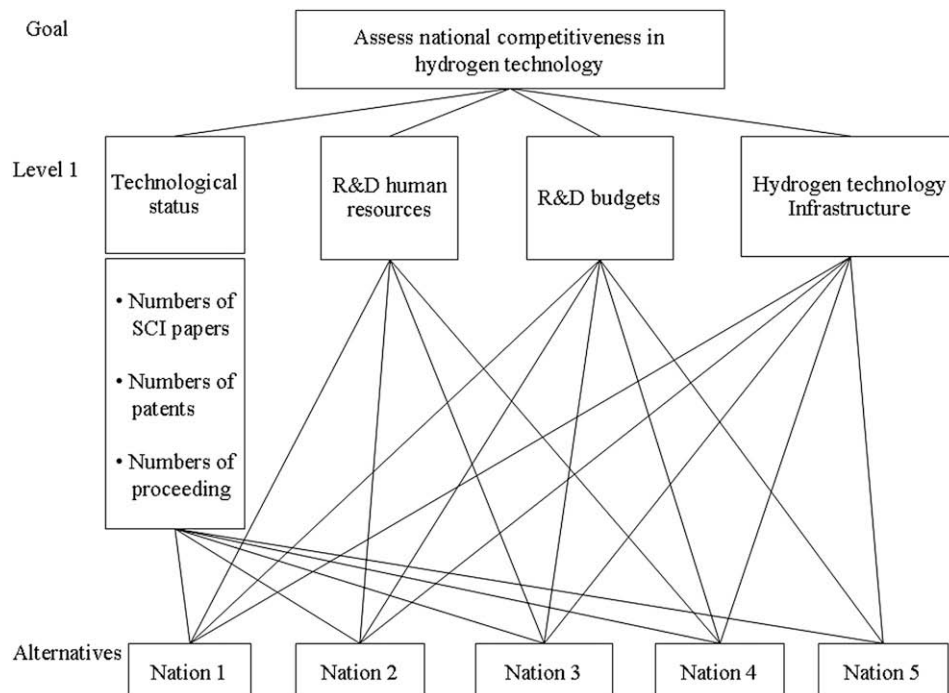 Goal
Assess national competitiveness in
hydrogen technology
Level 1
Technological
status
R&D human
resources
R&D budgets
Hydrogen technology
Infrastructure
• Numbers of
SCI papers
• Numbers of
patents
• Numbers of
proceeding
Alternatives
Nation 1
Nation 2
Nation 3
Nation 4
Nation 5